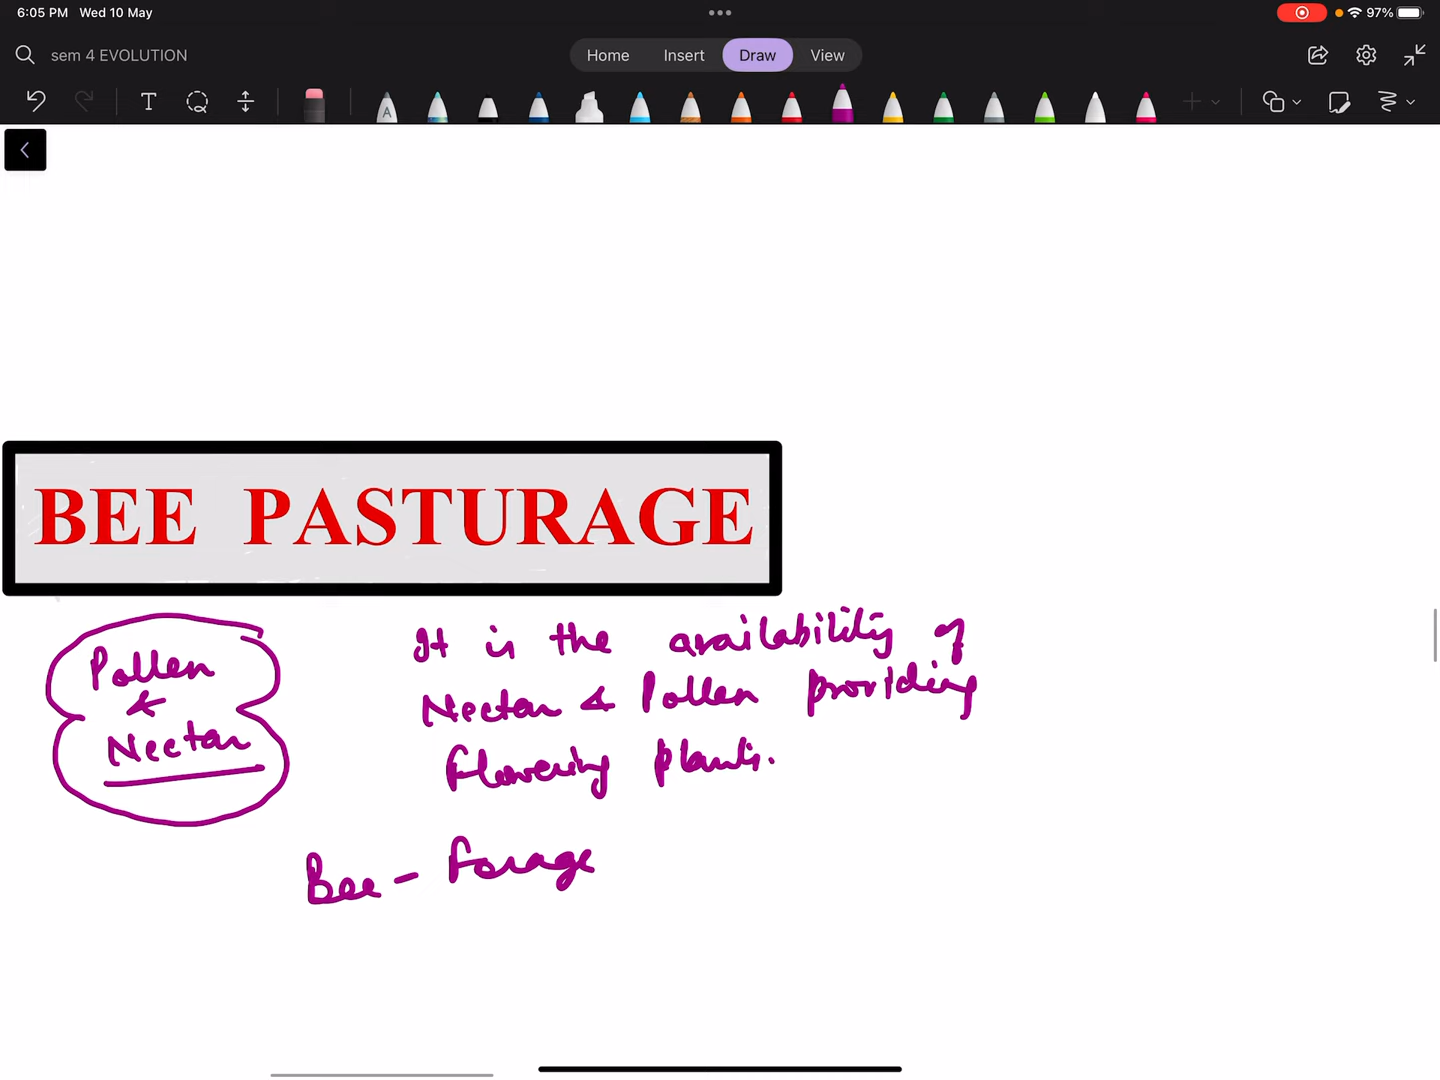 6:05 PM Wed 10 May
97%
sem 4 EVOLUTION
Home Insert Draw View
T
A
BEE PASTURAGE
Pollen
&
Nectar
It is the availability of
Nectar & Pollen providing
flowering plants.
Bee - forage